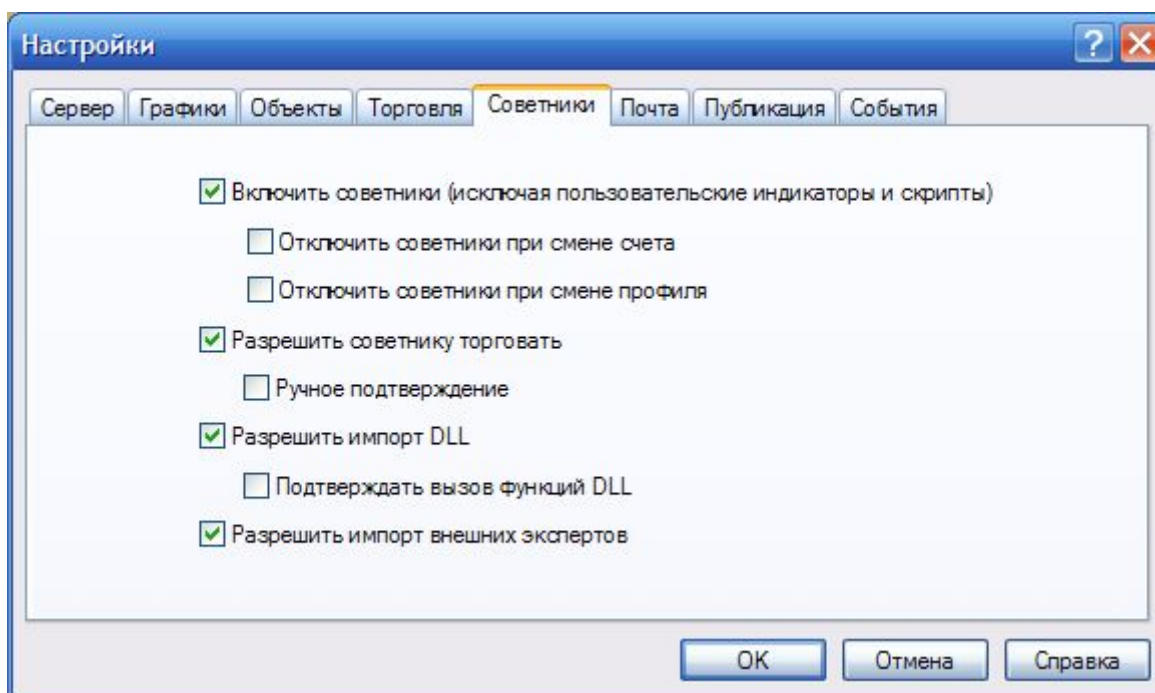 Настройки
?
Сервер Графики Объекты Торговля Советники Почта Публикация События
Включить советники (исключая пользовательские индикаторы и скрипты)
Отключить советники при смене счета
Отключить советники при смене профиля
Разрешить советнику торговать
Ручное подтверждение
Разрешить импорт DLL
Подтверждать вызов функций DLL
Разрешить импорт внешних экспертов
OK Отмена Справка